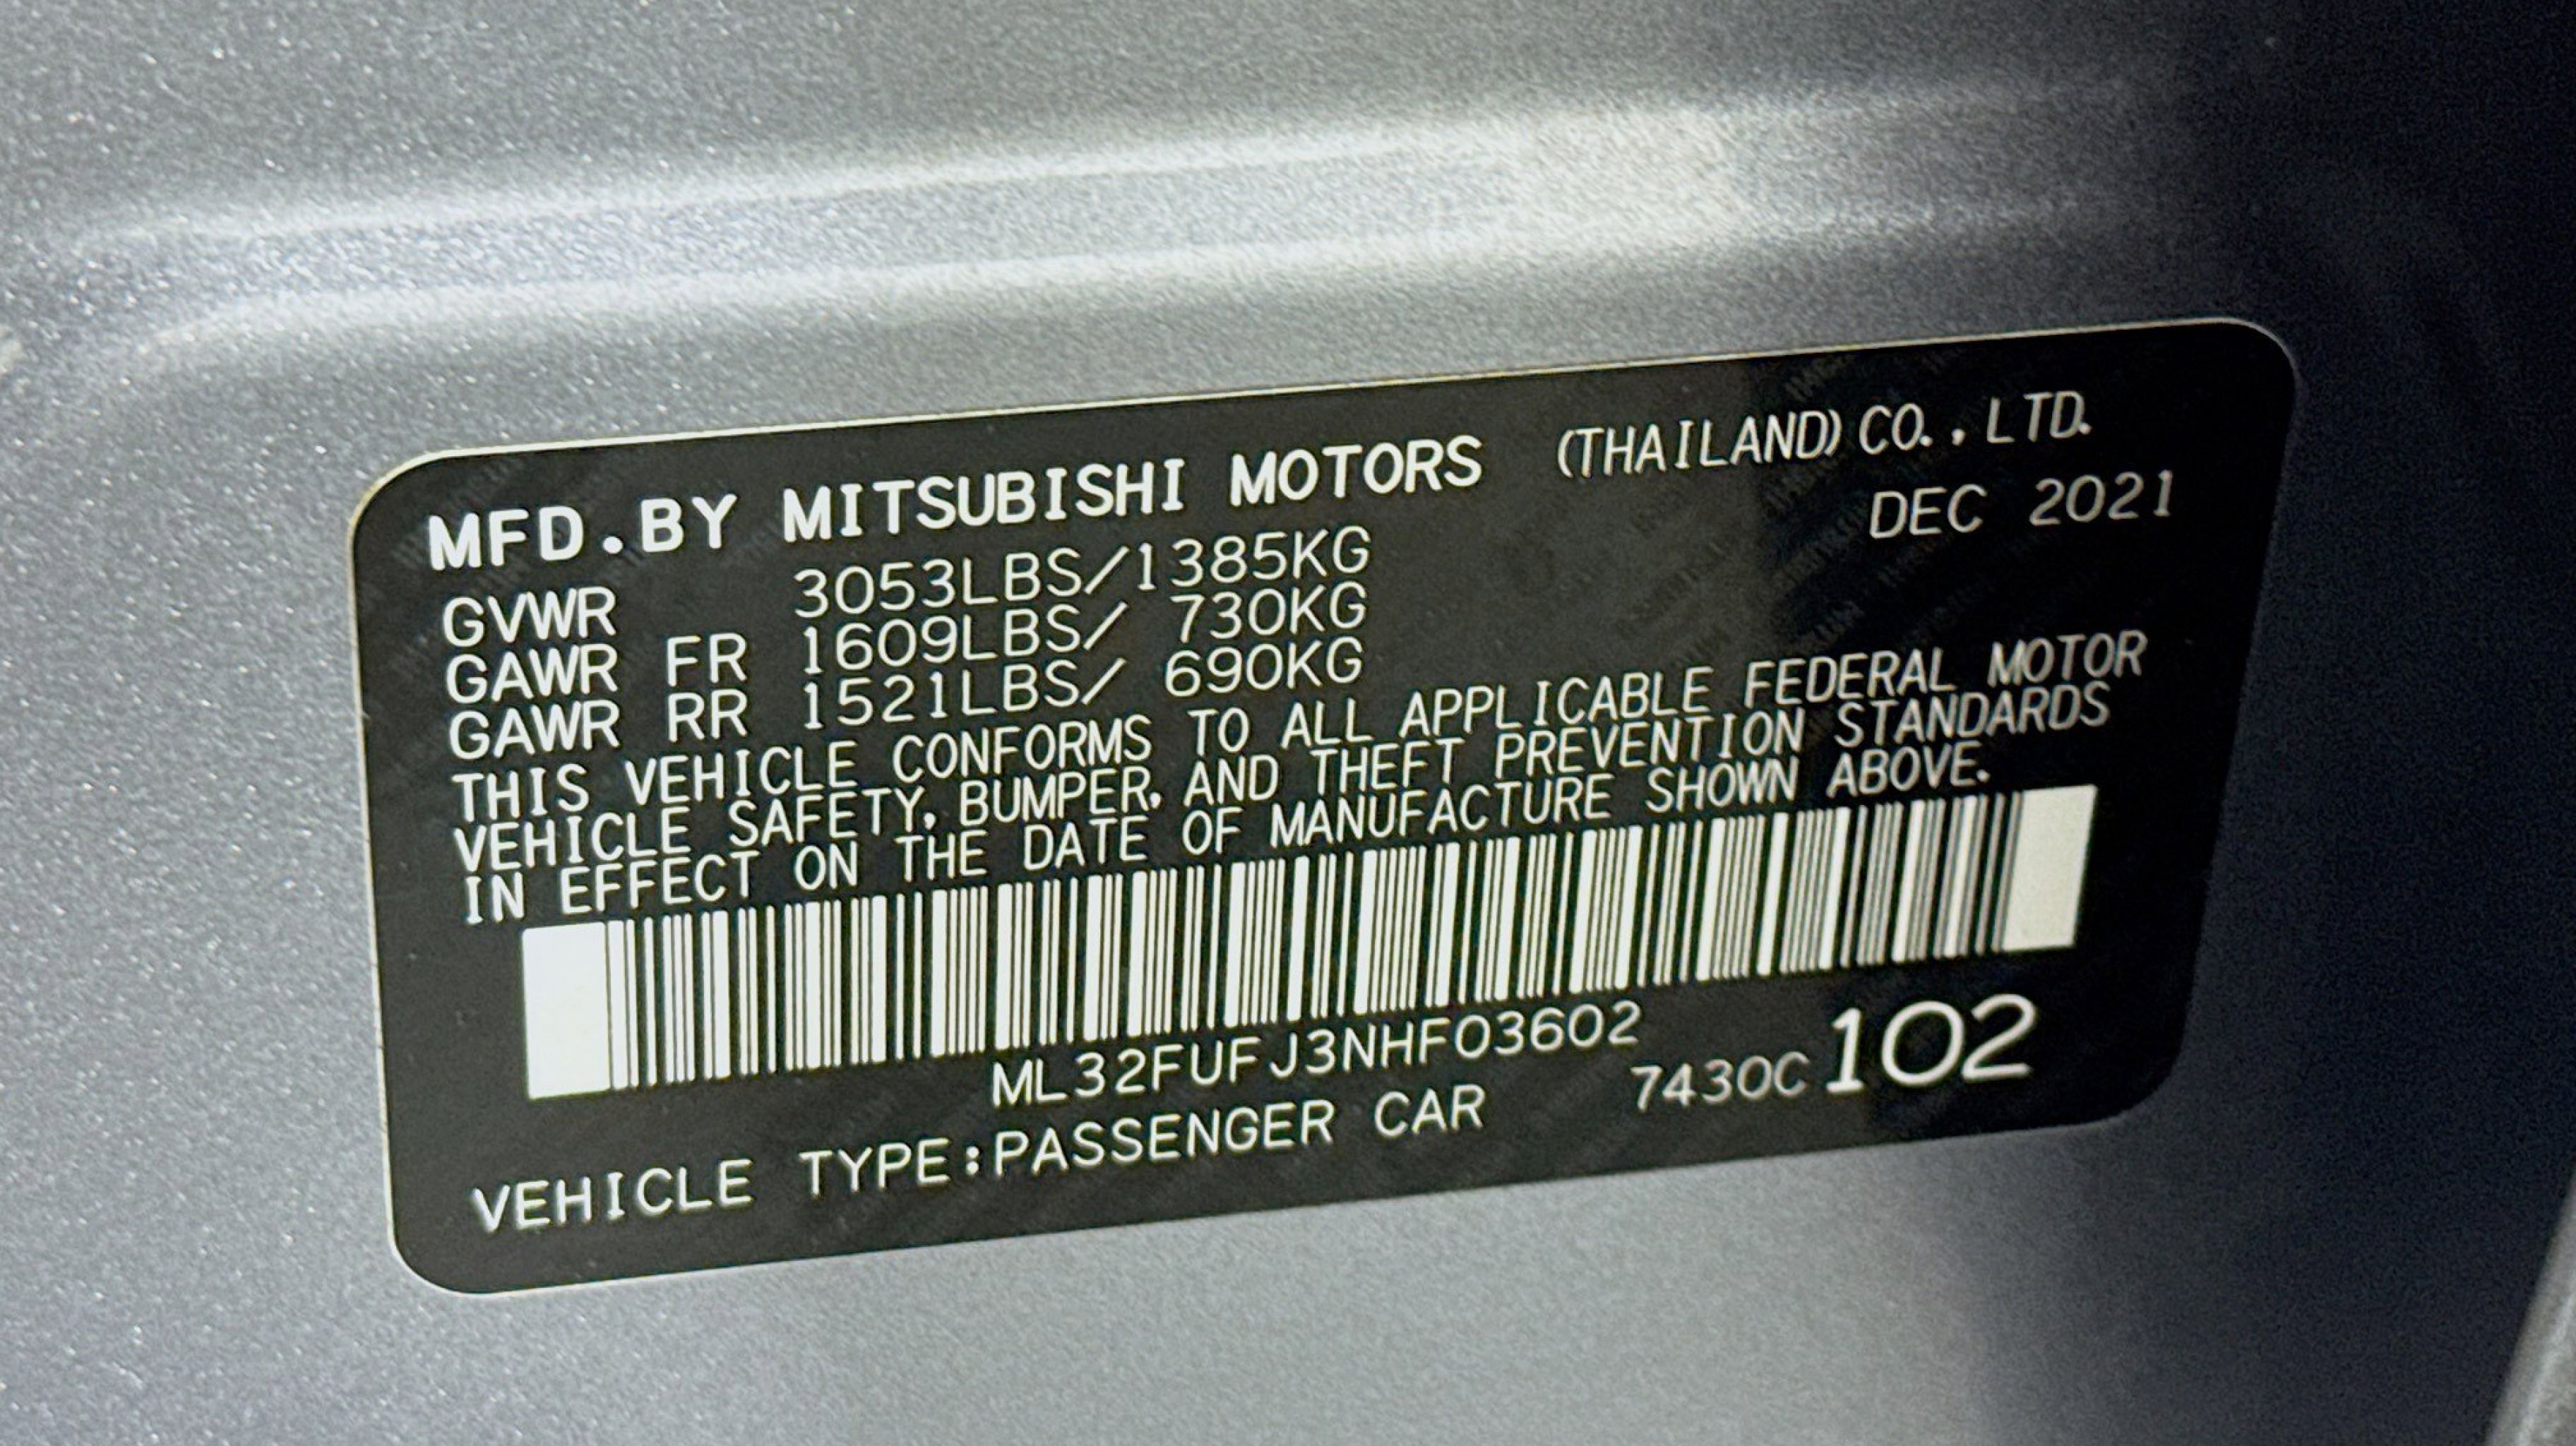 MFD.BY MITSUBISHI MOTORS (THAILAND) CO., LTD.
DEC 2021
GVWR 3053LBS/1385KG
GAWR FR 1609LBS/ 730KG
GAWR RR 1521LBS/ 690KG
THIS VEHICLE CONFORMS TO ALL APPLICABLE FEDERAL MOTOR
VEHICLE SAFETY, BUMPER, AND THEFT PREVENTION STANDARDS
IN EFFECT ON THE DATE OF MANUFACTURE SHOWN ABOVE.
ML32FUFJ3NHF03602
VEHICLE TYPE:PASSENGER CAR 7430C102